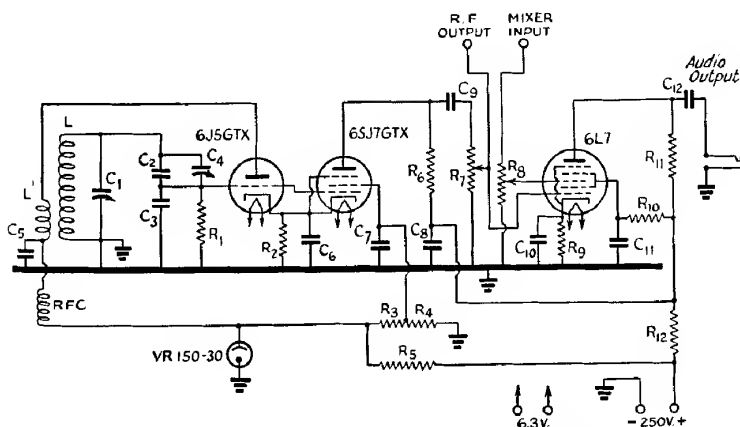 R.F. OUTPUT
MIXER INPUT
Audio Output
C12
C9
6J5GTX
6SJ7GTX
6L7
L
L'
C1
C2
C4
C3
R1
R2
C5
C6
C7
R6
C8
R7
R8
C10
R9
C11
R10
R11
RFC
R3
R4
R5
R12
VR 150-30
6.3V.
- 250V. +